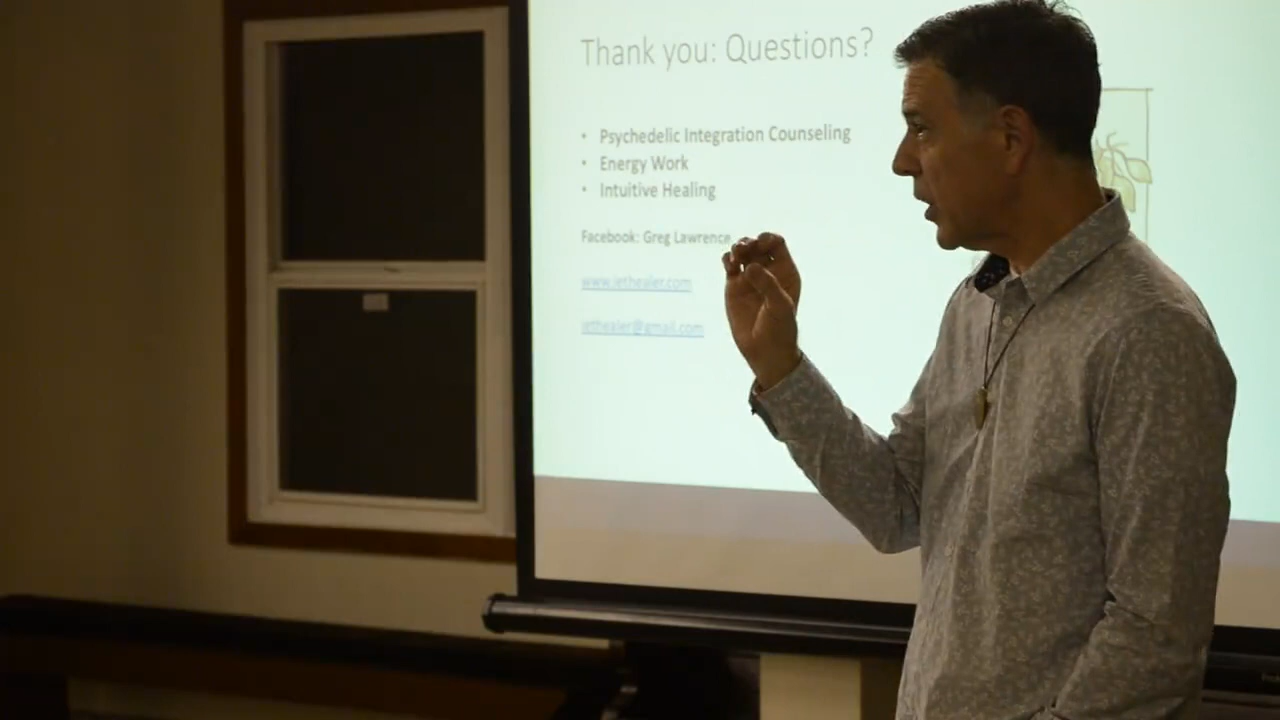 Thank you: Questions?
• Psychedelic Integration Counseling
• Energy Work
• Intuitive Healing
Facebook: Greg Lawrence
www.iethealer.com
iethealer@gmail.com